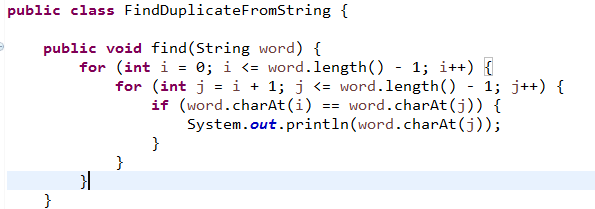 public class FindDuplicateFromString {
public void find(String word) {
for (int i = 0; i <= word.length() - 1; i++) {
for (int j = i + 1; j <= word.length() - 1; j++) {
if (word.charAt(i) == word.charAt(j)) {
System.out.println(word.charAt(j));
}
}
}
}